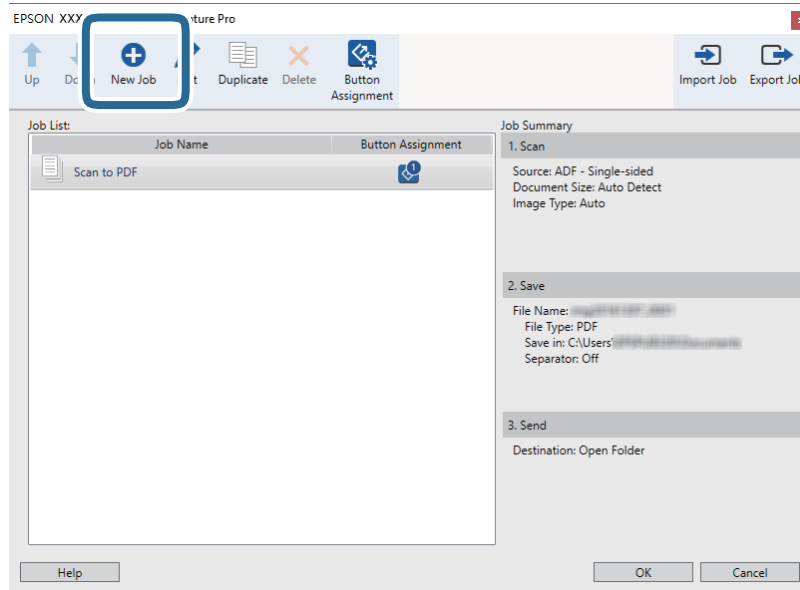 EPSON XXX ture Pro
Up Do n New Job t Duplicate Delete Button Assignment Import Job Export Job
Job List:
Job Name Button Assignment
Scan to PDF 1
Job Summary
1. Scan
Source: ADF - Single-sided
Document Size: Auto Detect
Image Type: Auto
2. Save
File Name:
File Type: PDF
Save in: C:\Users\
Separator: Off
3. Send
Destination: Open Folder
Help OK Cancel